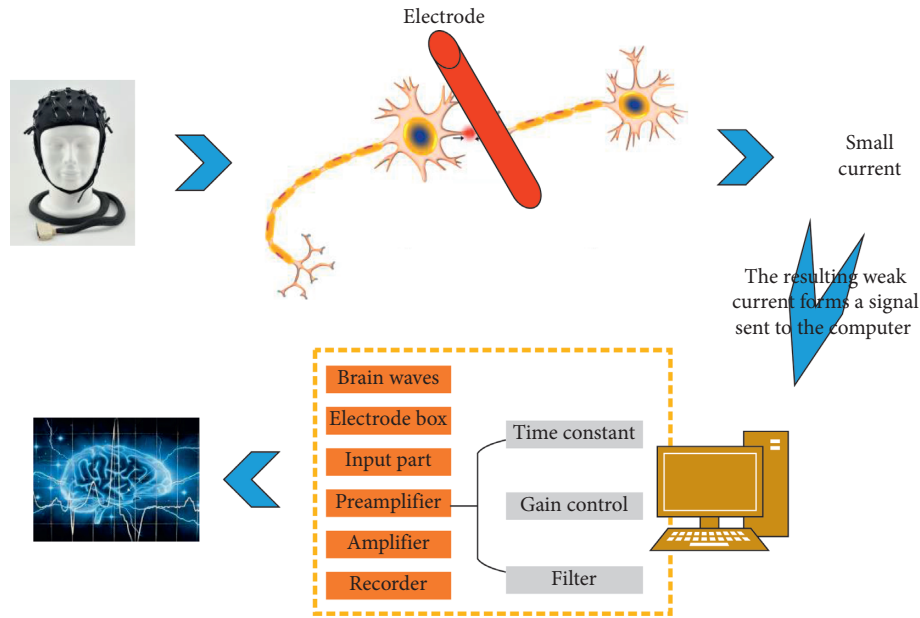 Electrode
Small
current
The resulting weak
current forms a signal
sent to the computer
Brain waves
Electrode box
Input part
Preamplifier
Amplifier
Recorder
Time constant
Gain control
Filter